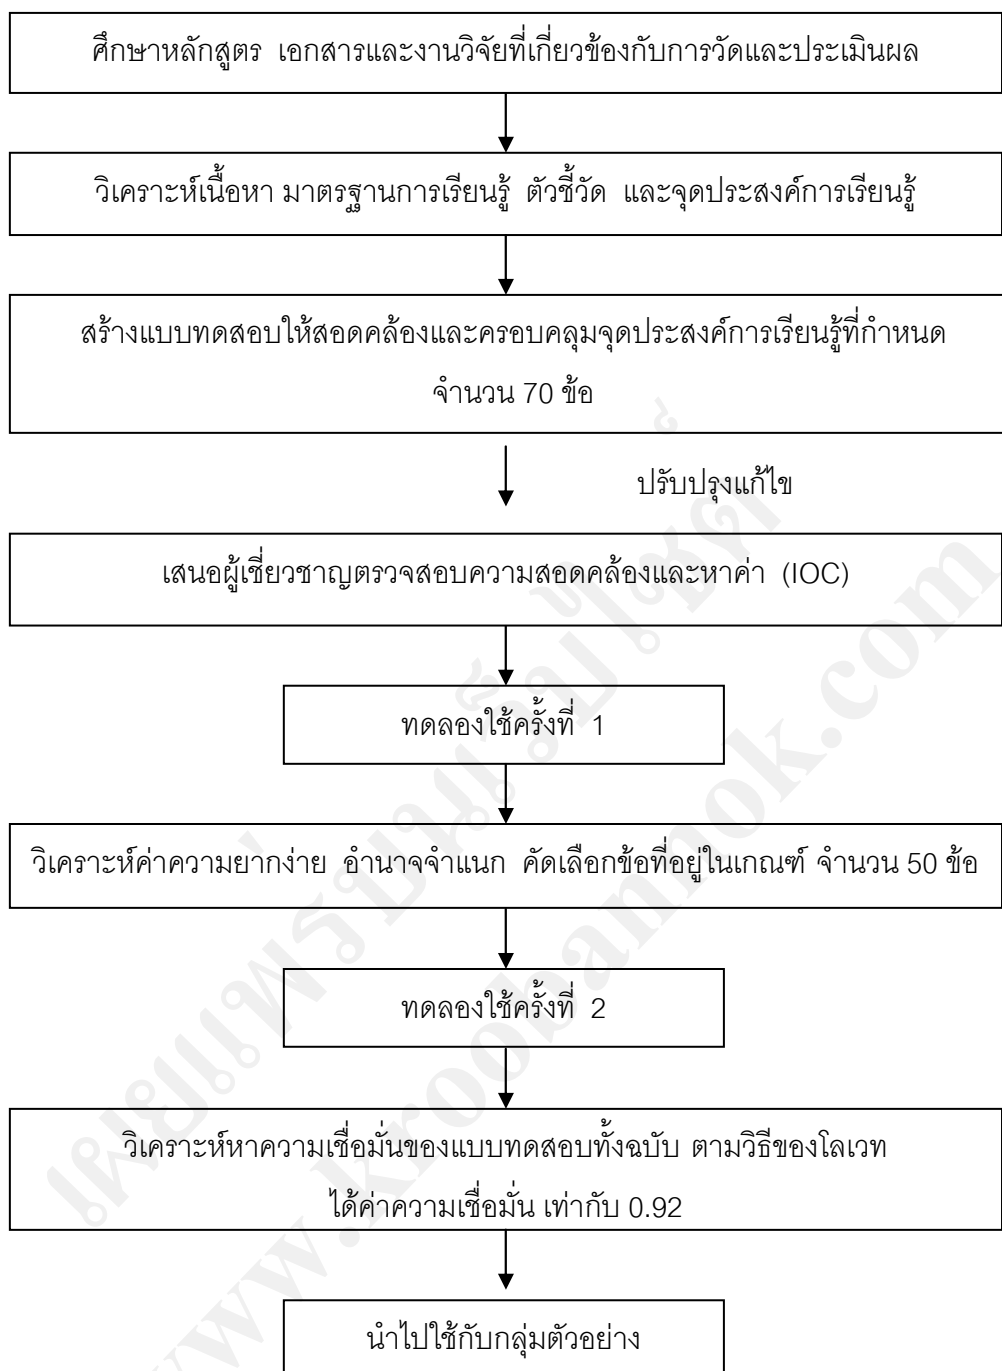 ศึกษาหลักสูตร เอกสารและงานวิจัยที่เกี่ยวข้องกับการวัดและประเมินผล
วิเคราะห์เนื้อหา มาตรฐานการเรียนรู้ ตัวชี้วัด และจุดประสงค์การเรียนรู้
สร้างแบบทดสอบให้สอดคล้องและครอบคลุมจุดประสงค์การเรียนรู้ที่กำหนด
จำนวน 70 ข้อ
ปรับปรุงแก้ไข
เสนอผู้เชี่ยวชาญตรวจสอบความสอดคล้องและหาค่า (IOC)
ทดลองใช้ครั้งที่ 1
วิเคราะห์ค่าความยากง่าย อำนาจจำแนก คัดเลือกข้อที่อยู่ในเกณฑ์ จำนวน 50 ข้อ
ทดลองใช้ครั้งที่ 2
วิเคราะห์หาความเชื่อมั่นของแบบทดสอบทั้งฉบับ ตามวิธีของโลเวท
ได้ค่าความเชื่อมั่น เท่ากับ 0.92
นำไปใช้กับกลุ่มตัวอย่าง
เผยแพร่บนเว็บไซต์
www.kroobannok.com